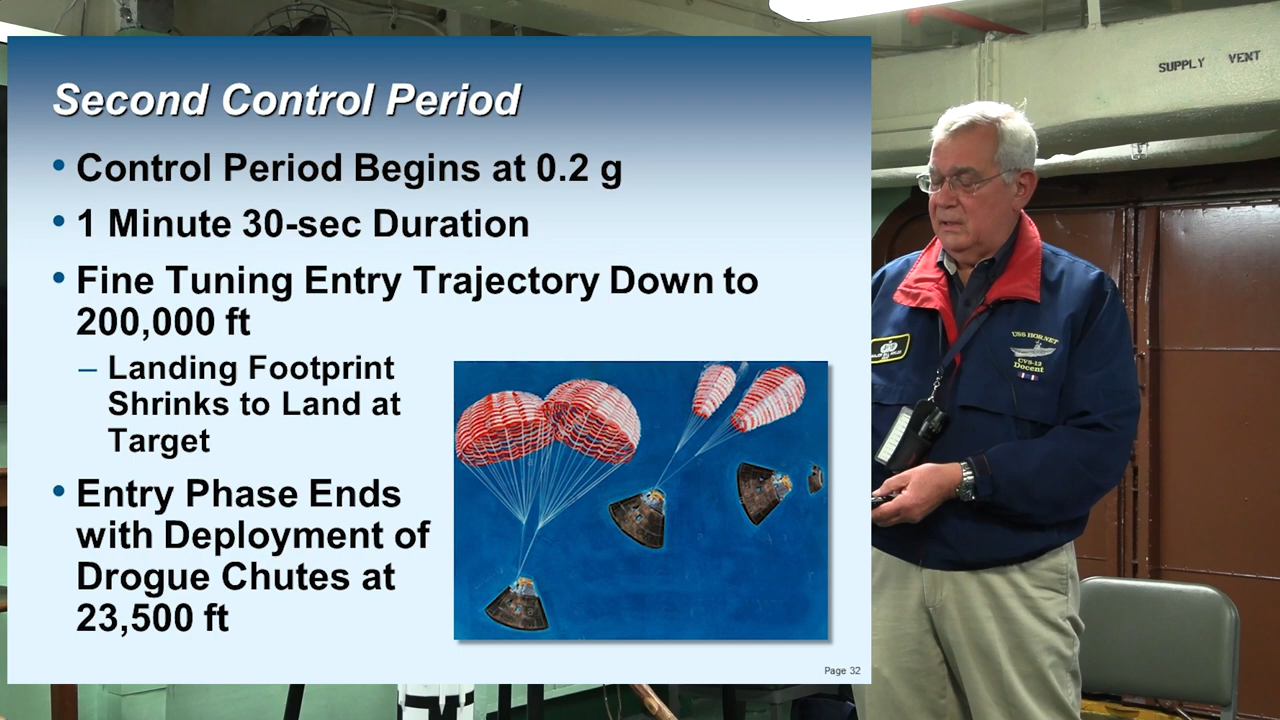 Second Control Period
• Control Period Begins at 0.2 g
• 1 Minute 30-sec Duration
• Fine Tuning Entry Trajectory Down to
200,000 ft
– Landing Footprint
Shrinks to Land at
Target
• Entry Phase Ends
with Deployment of
Drogue Chutes at
23,500 ft
Page 32
SUPPLY VENT
USS HORNET
CVS-12
Docent